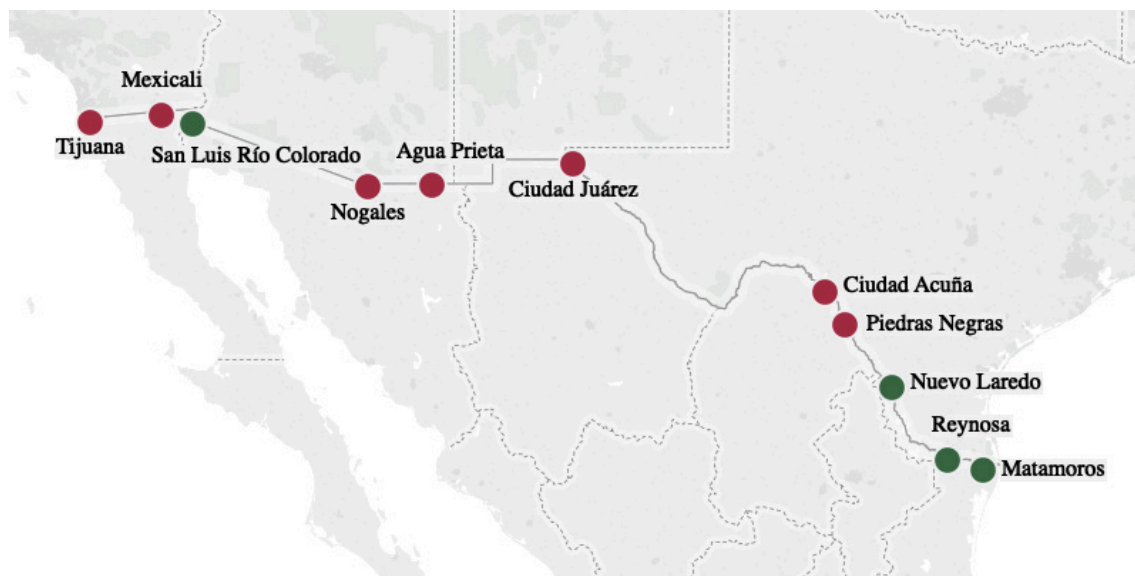 Mexicali
Tijuana
San Luis Río Colorado
Agua Prieta
Nogales
Ciudad Juárez
Ciudad Acuña
Piedras Negras
Nuevo Laredo
Reynosa
Matamoros